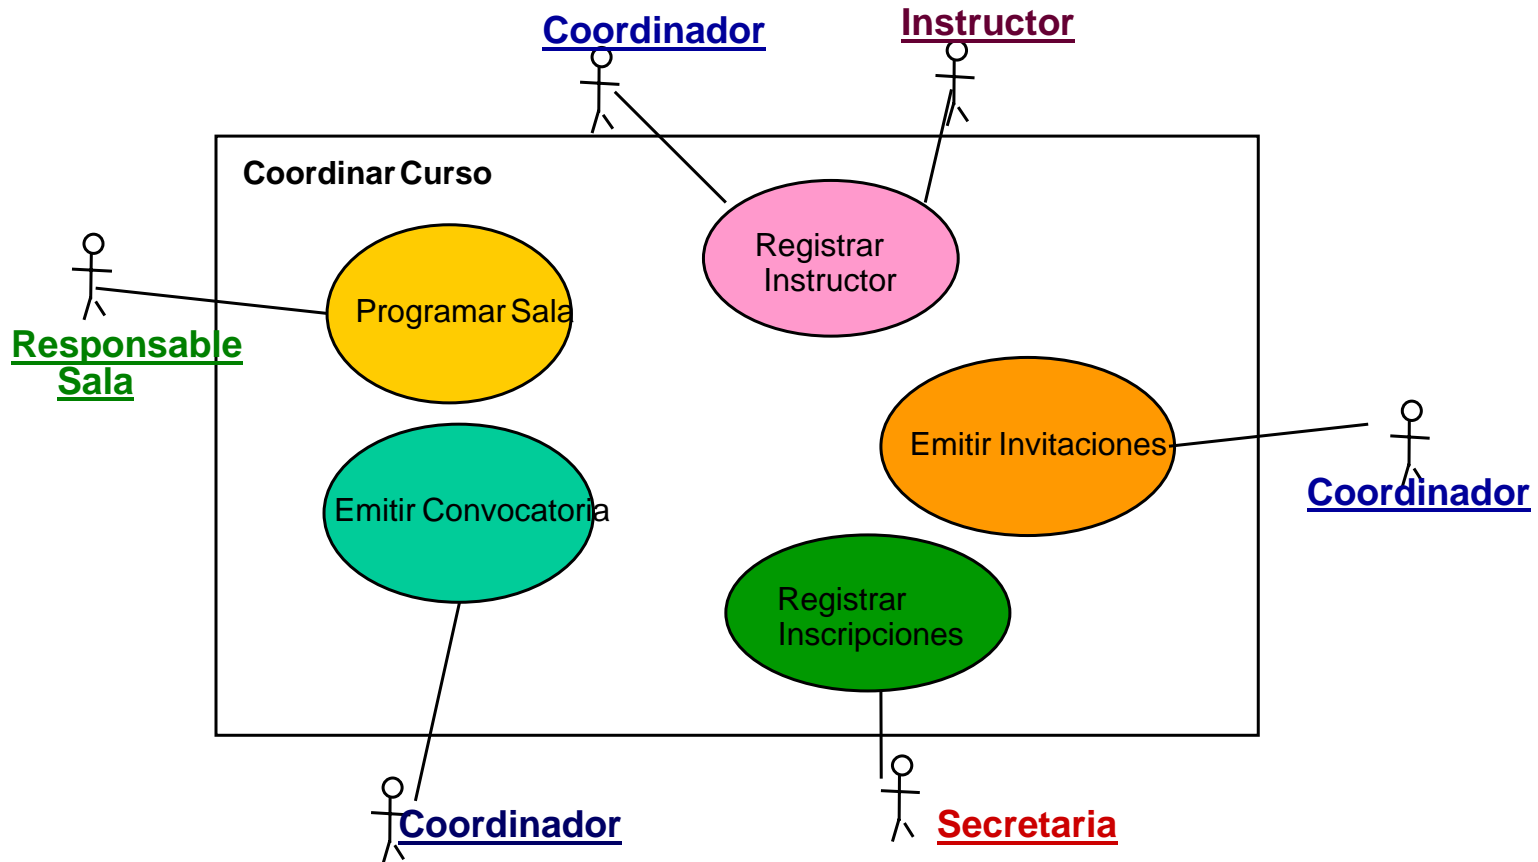 Coordinador
Instructor
Coordinar Curso
Registrar
Instructor
Programar Sala
Responsable
Sala
Emitir Invitaciones
Coordinador
Emitir Convocatoria
Registrar
Inscripciones
Coordinador
Secretaria